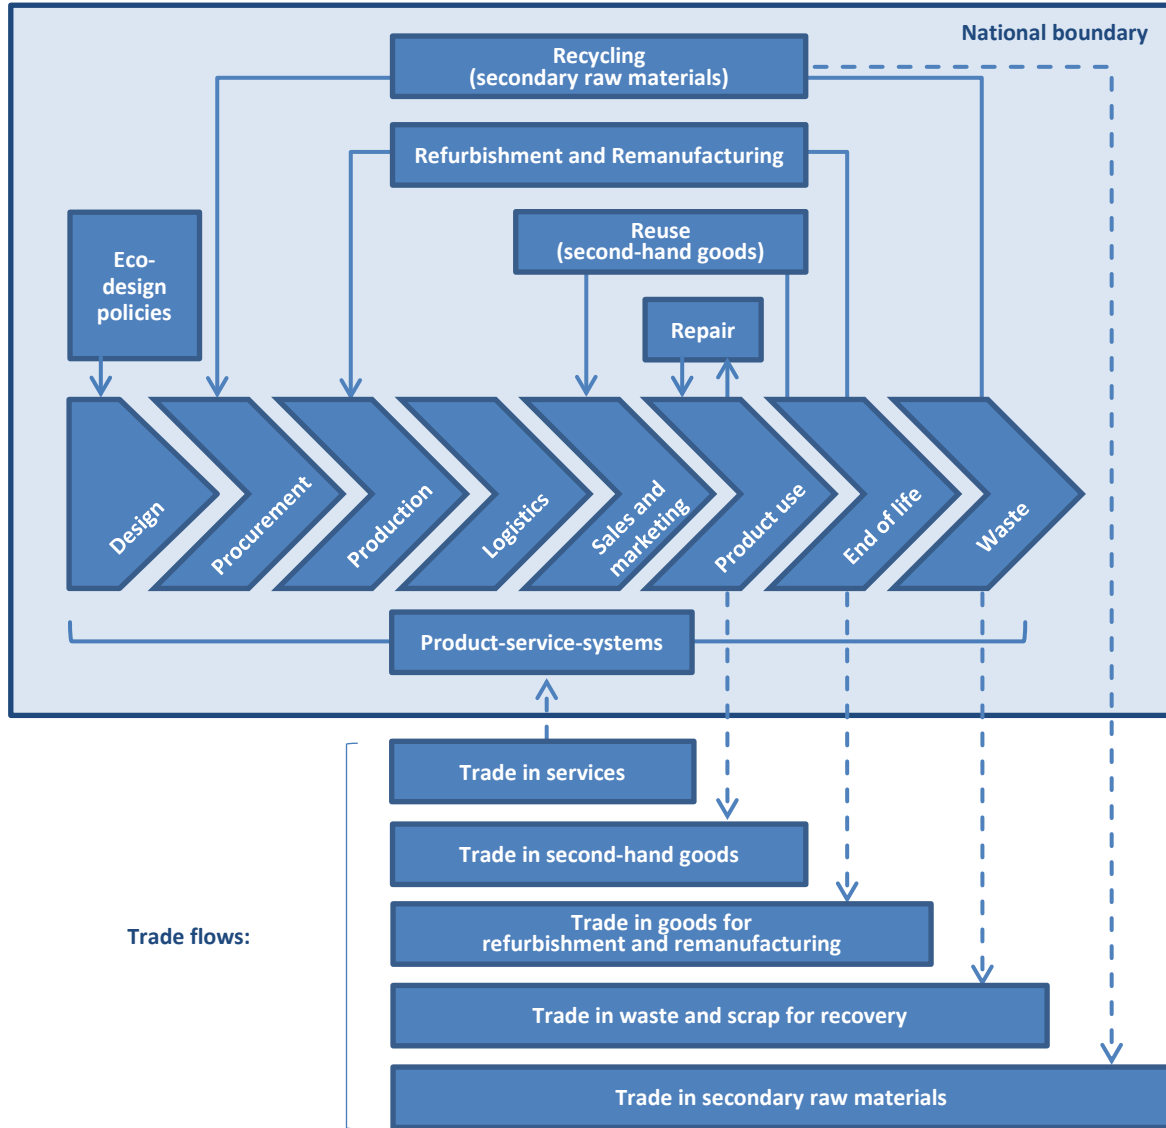 National boundary
Recycling
(secondary raw materials)
Refurbishment and Remanufacturing
Reuse
(second-hand goods)
Eco-
design
policies
Repair
Design
Procurement
Production
Logistics
Sales and
marketing
Product use
End of life
Waste
Product-service-systems
Trade in services
Trade in second-hand goods
Trade flows:
Trade in goods for
refurbishment and remanufacturing
Trade in waste and scrap for recovery
Trade in secondary raw materials